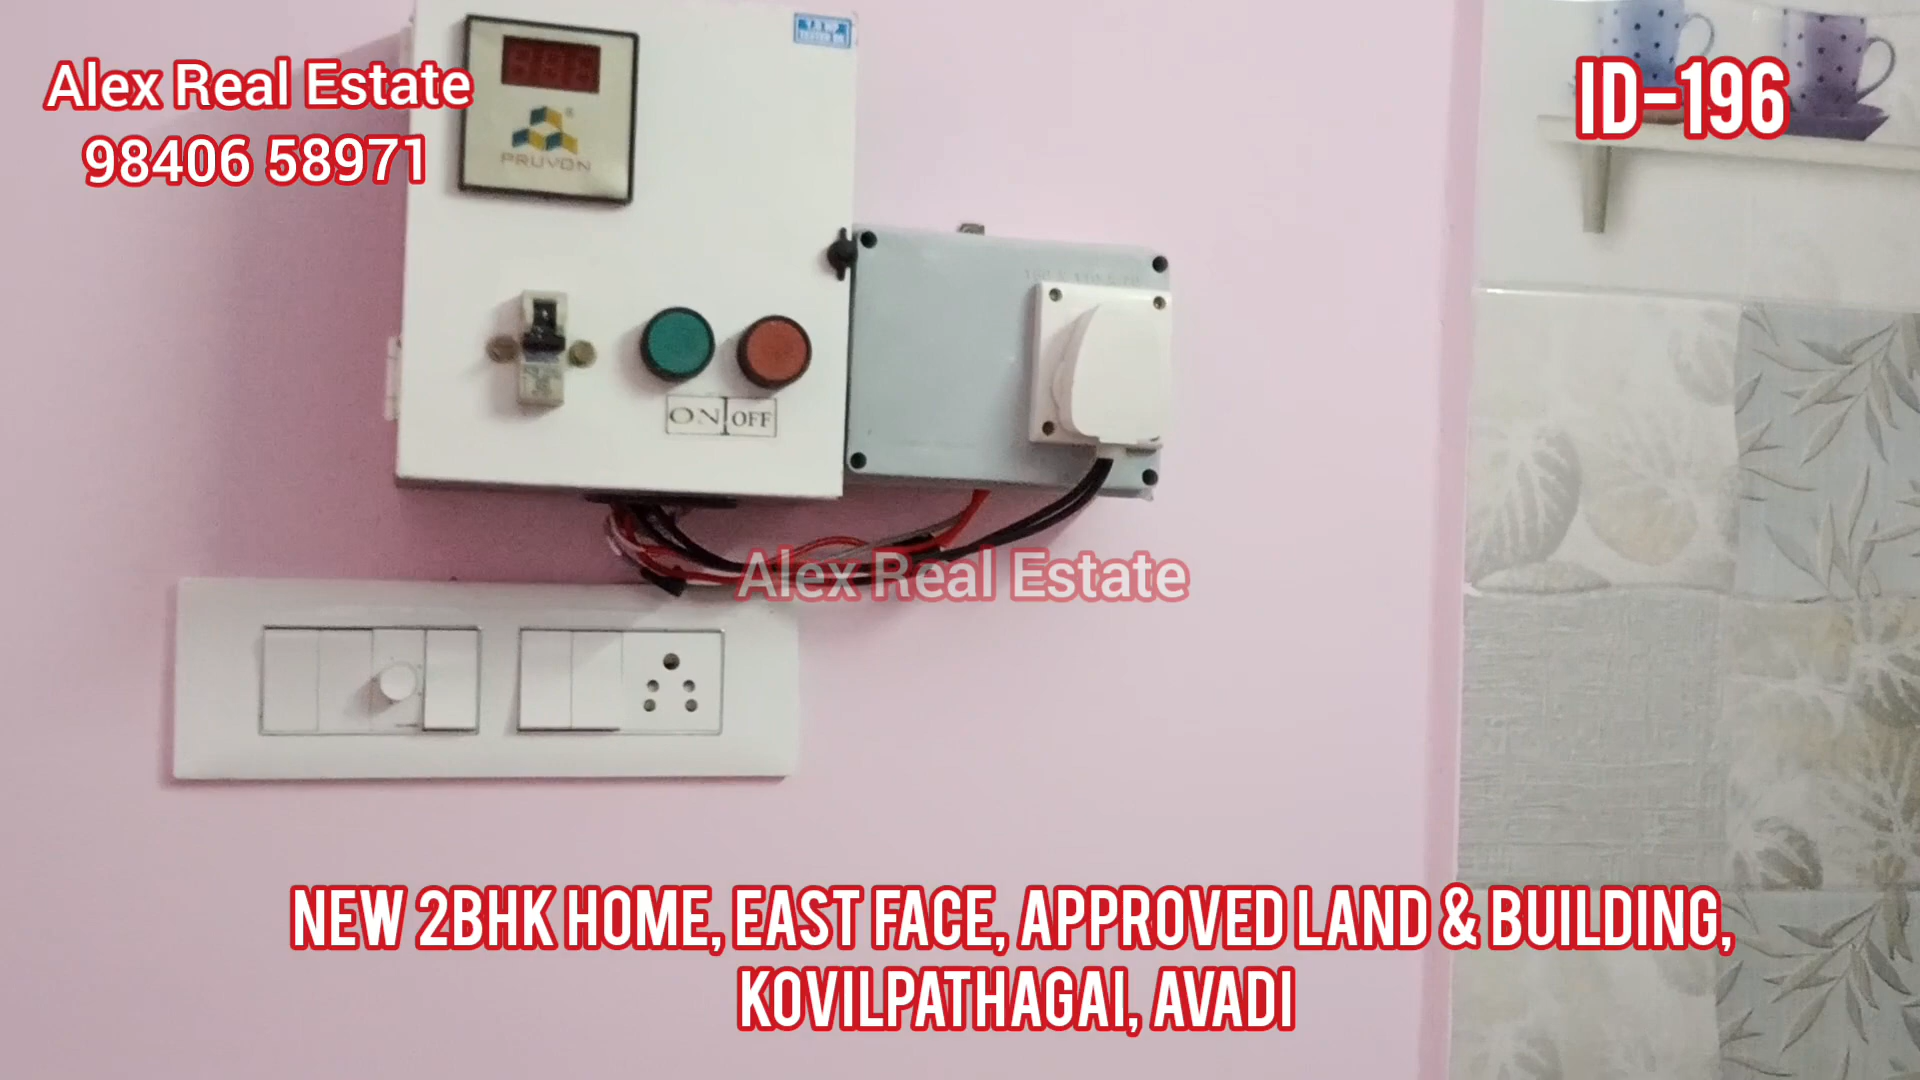 Alex Real Estate
98406 58971
ID-196
PRUVON
ON OFF
Alex Real Estate
NEW 2BHK HOME, EAST FACE, APPROVED LAND & BUILDING,
KOVILPATHAGAI, AVADI